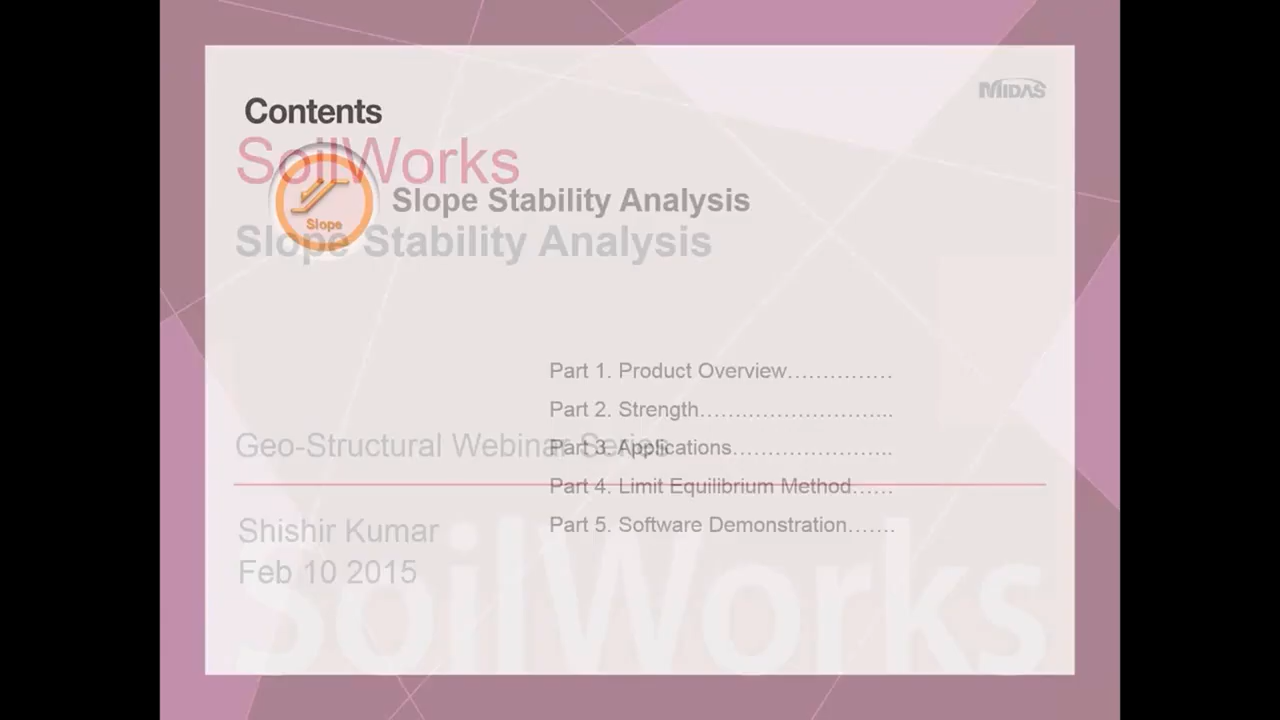 MIDAS
Contents
SoilWorks
Slope Stability Analysis
Slope
Slope Stability Analysis
Part 1. Product Overview……………
Part 2. Strength…….………………...
Part 3. Applications…………………..
Geo-Structural Webinar Series
Part 4. Limit Equilibrium Method……
Part 5. Software Demonstration…….
Shishir Kumar
Feb 10 2015
SoilWorks